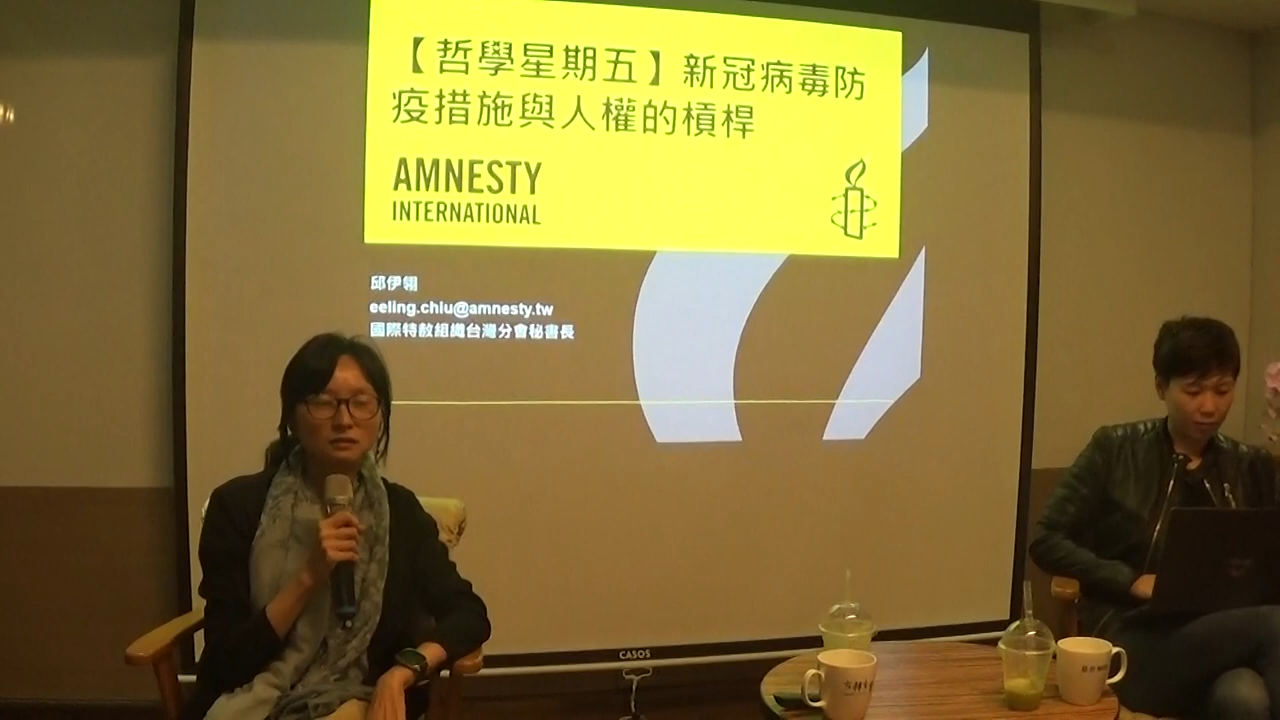 【哲學星期五】新冠病毒防
疫措施與人權的槓桿
AMNESTY
INTERNATIONAL
邱伊翎
eeling.chiu@amnesty.tw
國際特赦組織台灣分會秘書長
CASOS